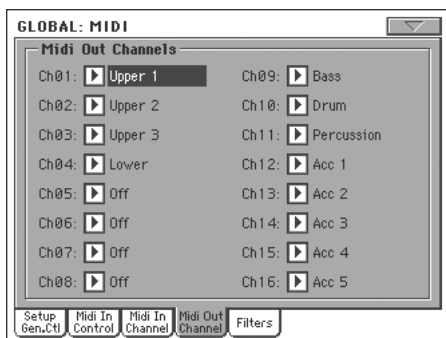 GLOBAL: MIDI
Midi Out Channels
Ch01: Upper 1
Ch02: Upper 2
Ch03: Upper 3
Ch04: Lower
Ch05: Off
Ch06: Off
Ch07: Off
Ch08: Off
Ch09: Bass
Ch10: Drum
Ch11: Percussion
Ch12: Acc 1
Ch13: Acc 2
Ch14: Acc 3
Ch15: Acc 4
Ch16: Acc 5
Setup Gen.Ctl
Midi In Control
Midi In Channel
Midi Out Channel
Filters